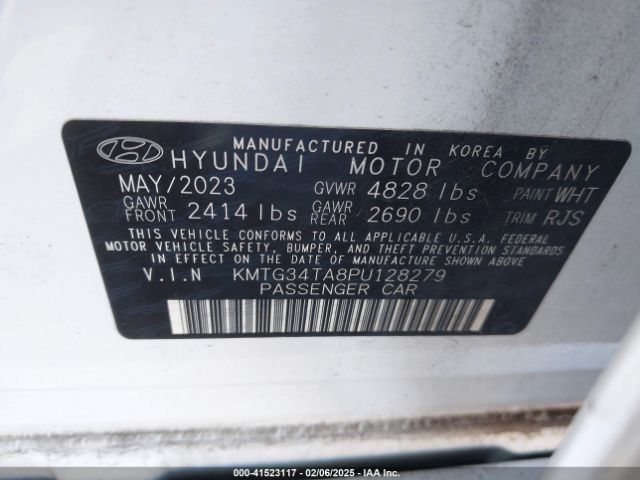 MANUFACTURED IN KOREA BY
HYUNDAI MOTOR COMPANY
MAY/2023 GVWR 4828 lbs PAINT WHT
GAWR FRONT 2414 lbs GAWR REAR 2690 lbs TRIM RJS
THIS VEHICLE CONFORMS TO ALL APPLICABLE U.S.A. FEDERAL
MOTOR VEHICLE SAFETY, BUMPER, AND THEFT PREVENTION STANDARDS
IN EFFECT ON THE DATE OF MANUFACTURE SHOWN ABOVE.
V.I.N KMTG34TA8PU128279
PASSENGER CAR
000-41523117 - 02/06/2025 - IAA Inc.